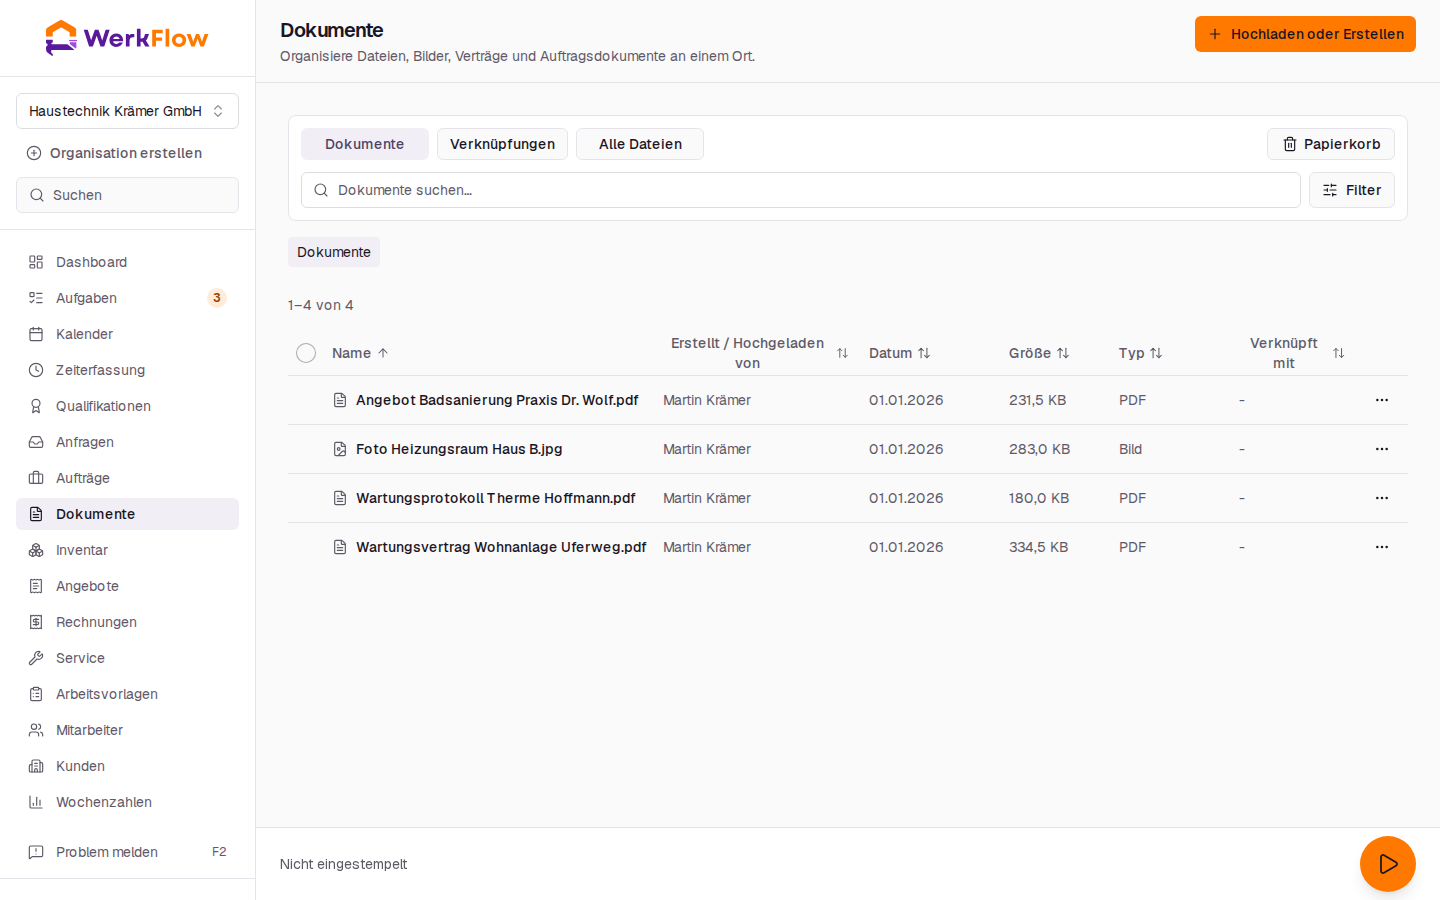 WerkFlow
Haustechnik Krämer GmbH
Organisation erstellen
Suchen
Dashboard
Aufgaben 3
Kalender
Zeiterfassung
Qualifikationen
Anfragen
Aufträge
Dokumente
Inventar
Angebote
Rechnungen
Service
Arbeitsvorlagen
Mitarbeiter
Kunden
Wochenzahlen
Problem melden F2
Dokumente
Organisiere Dateien, Bilder, Verträge und Auftragsdokumente an einem Ort.
Hochladen oder Erstellen
Dokumente Verknüpfungen Alle Dateien Papierkorb
Dokumente suchen... Filter
Dokumente
1–4 von 4
Name Erstellt / Hochgeladen von Datum Größe Typ Verknüpft mit
Angebot Badsanierung Praxis Dr. Wolf.pdf Martin Krämer 01.01.2026 231,5 KB PDF -
Foto Heizungsraum Haus B.jpg Martin Krämer 01.01.2026 283,0 KB Bild -
Wartungsprotokoll Therme Hoffmann.pdf Martin Krämer 01.01.2026 180,0 KB PDF -
Wartungsvertrag Wohnanlage Uferweg.pdf Martin Krämer 01.01.2026 334,5 KB PDF -
Nicht eingestempelt